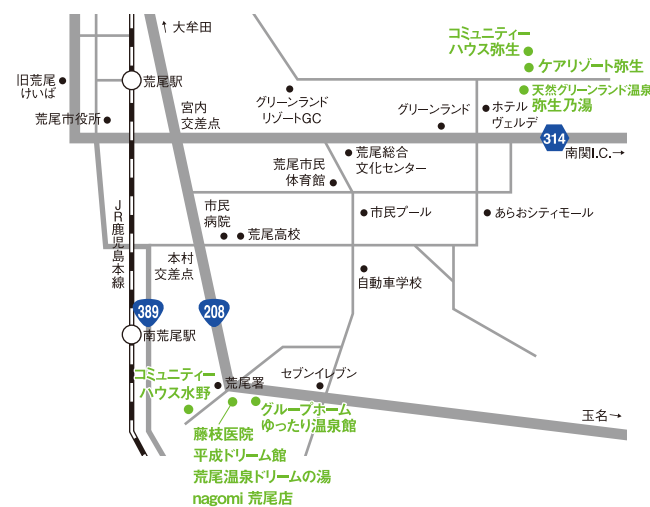 ↑大牟田
コミュニティー
ハウス弥生
ケアリゾート弥生
天然グリーンランド温泉
弥生乃湯
旧荒尾
けいば
荒尾駅
荒尾市役所
宮内
交差点
グリーンランド
リゾートGC
グリーンランド
ホテル
ヴェルデ
314
南関I.C.→
荒尾総合
文化センター
荒尾市民
体育館
市民
病院
荒尾高校
市民プール
あらおシティモール
JR鹿児島本線
本村
交差点
自動車学校
389
208
南荒尾駅
コミュニティー
ハウス水野
荒尾署
セブンイレブン
グループホーム
ゆったり温泉館
玉名→
藤枝医院
平成ドリーム館
荒尾温泉ドリームの湯
nagomi 荒尾店